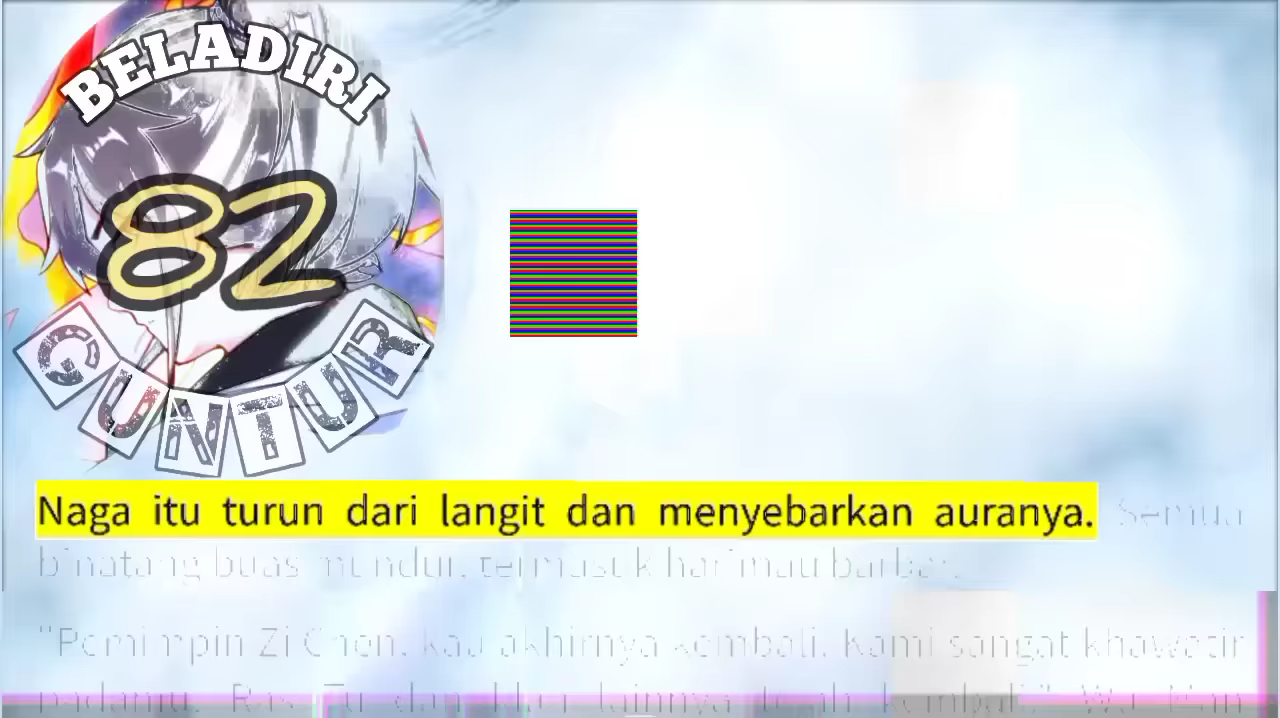 BELADIRI
82
GUNTUR
Naga itu turun dari langit dan menyebarkan auranya. Semua
binatang buas mundur, termasuk harimau barbar.
"Pemimpin Zi Chen, kau akhirnya kembali. Kami sangat khawatir
padamu.